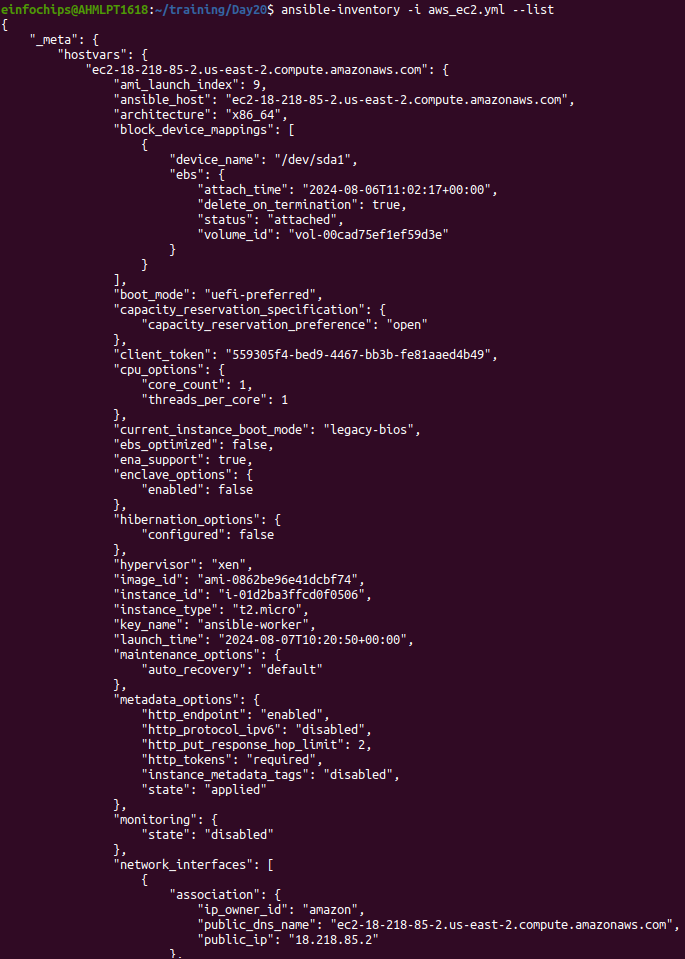 einfochips@AHMLPT1618:~/training/Day20$ ansible-inventory -i aws_ec2.yml --list
{
    "_meta": {
        "hostvars": {
            "ec2-18-218-85-2.us-east-2.compute.amazonaws.com": {
                "ami_launch_index": 9,
                "ansible_host": "ec2-18-218-85-2.us-east-2.compute.amazonaws.com",
                "architecture": "x86_64",
                "block_device_mappings": [
                    {
                        "device_name": "/dev/sda1",
                        "ebs": {
                            "attach_time": "2024-08-06T11:02:17+00:00",
                            "delete_on_termination": true,
                            "status": "attached",
                            "volume_id": "vol-00cad75ef1ef59d3e"
                        }
                    }
                ],
                "boot_mode": "uefi-preferred",
                "capacity_reservation_specification": {
                    "capacity_reservation_preference": "open"
                },
                "client_token": "559305f4-bed9-4467-bb3b-fe81aaed4b49",
                "cpu_options": {
                    "core_count": 1,
                    "threads_per_core": 1
                },
                "current_instance_boot_mode": "legacy-bios",
                "ebs_optimized": false,
                "ena_support": true,
                "enclave_options": {
                    "enabled": false
                },
                "hibernation_options": {
                    "configured": false
                },
                "hypervisor": "xen",
                "image_id": "ami-0862be96e41dcbf74",
                "instance_id": "i-01d2ba3ffcd0f0506",
                "instance_type": "t2.micro",
                "key_name": "ansible-worker",
                "launch_time": "2024-08-07T10:20:50+00:00",
                "maintenance_options": {
                    "auto_recovery": "default"
                },
                "metadata_options": {
                    "http_endpoint": "enabled",
                    "http_protocol_ipv6": "disabled",
                    "http_put_response_hop_limit": 2,
                    "http_tokens": "required",
                    "instance_metadata_tags": "disabled",
                    "state": "applied"
                },
                "monitoring": {
                    "state": "disabled"
                },
                "network_interfaces": [
                    {
                        "association": {
                            "ip_owner_id": "amazon",
                            "public_dns_name": "ec2-18-218-85-2.us-east-2.compute.amazonaws.com",
                            "public_ip": "18.218.85.2"
                        },